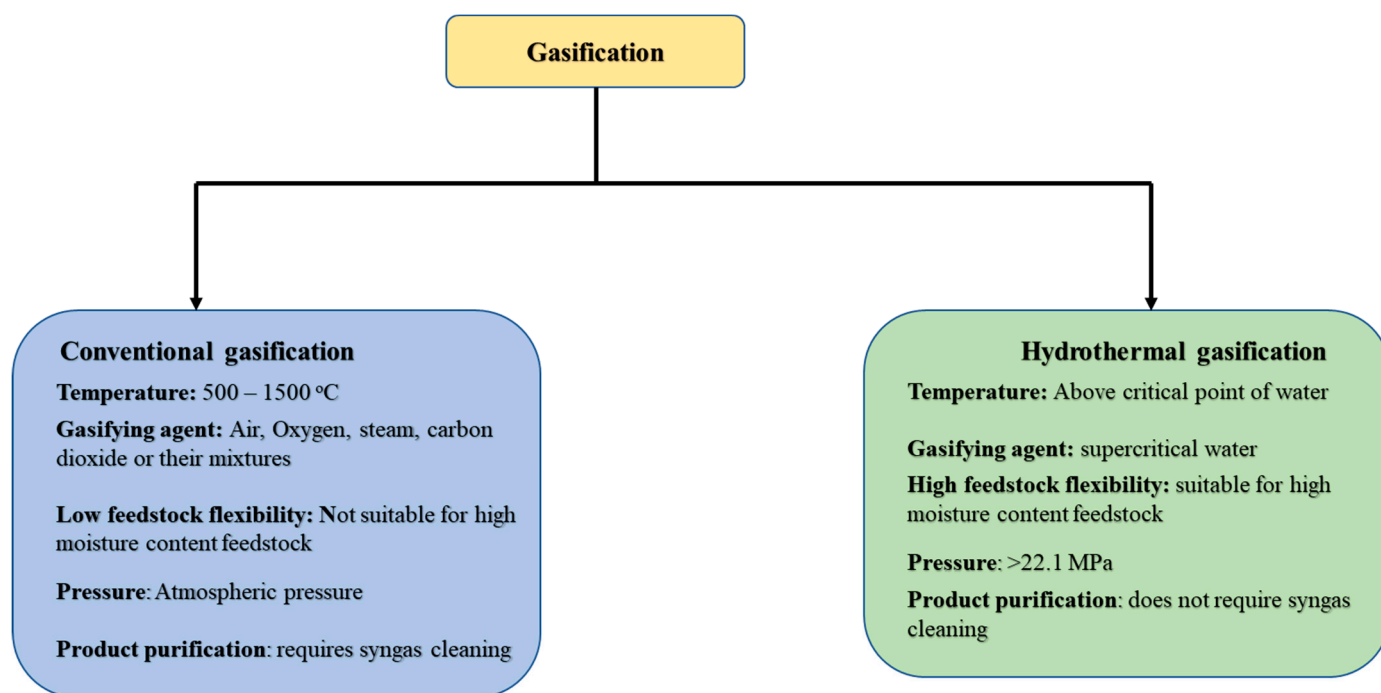 Gasification
Conventional gasification
Temperature: 500 – 1500 °C
Gasifying agent: Air, Oxygen, steam, carbon
dioxide or their mixtures
Low feedstock flexibility: Not suitable for high
moisture content feedstock
Pressure: Atmospheric pressure
Product purification: requires syngas cleaning
Hydrothermal gasification
Temperature: Above critical point of water
Gasifying agent: supercritical water
High feedstock flexibility: suitable for high
moisture content feedstock
Pressure: >22.1 MPa
Product purification: does not require syngas
cleaning